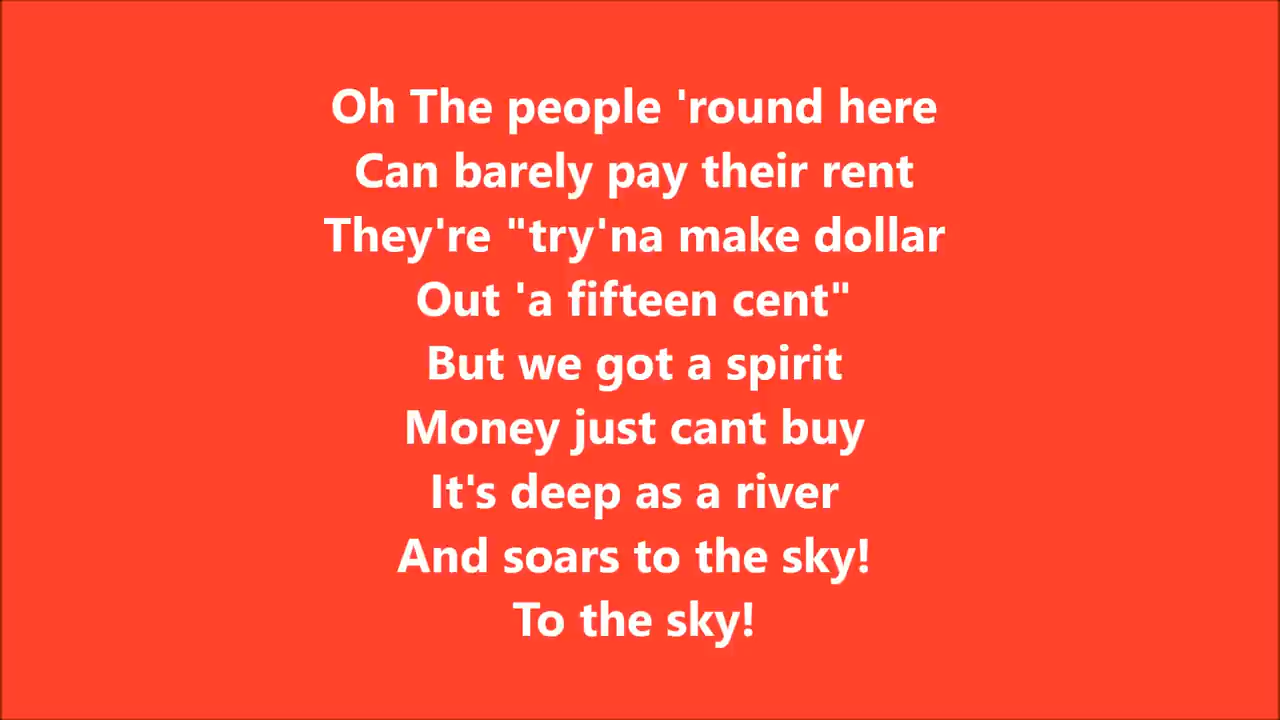 Oh The people 'round here
Can barely pay their rent
They're "try'na make dollar
Out 'a fifteen cent"
But we got a spirit
Money just cant buy
It's deep as a river
And soars to the sky!
To the sky!